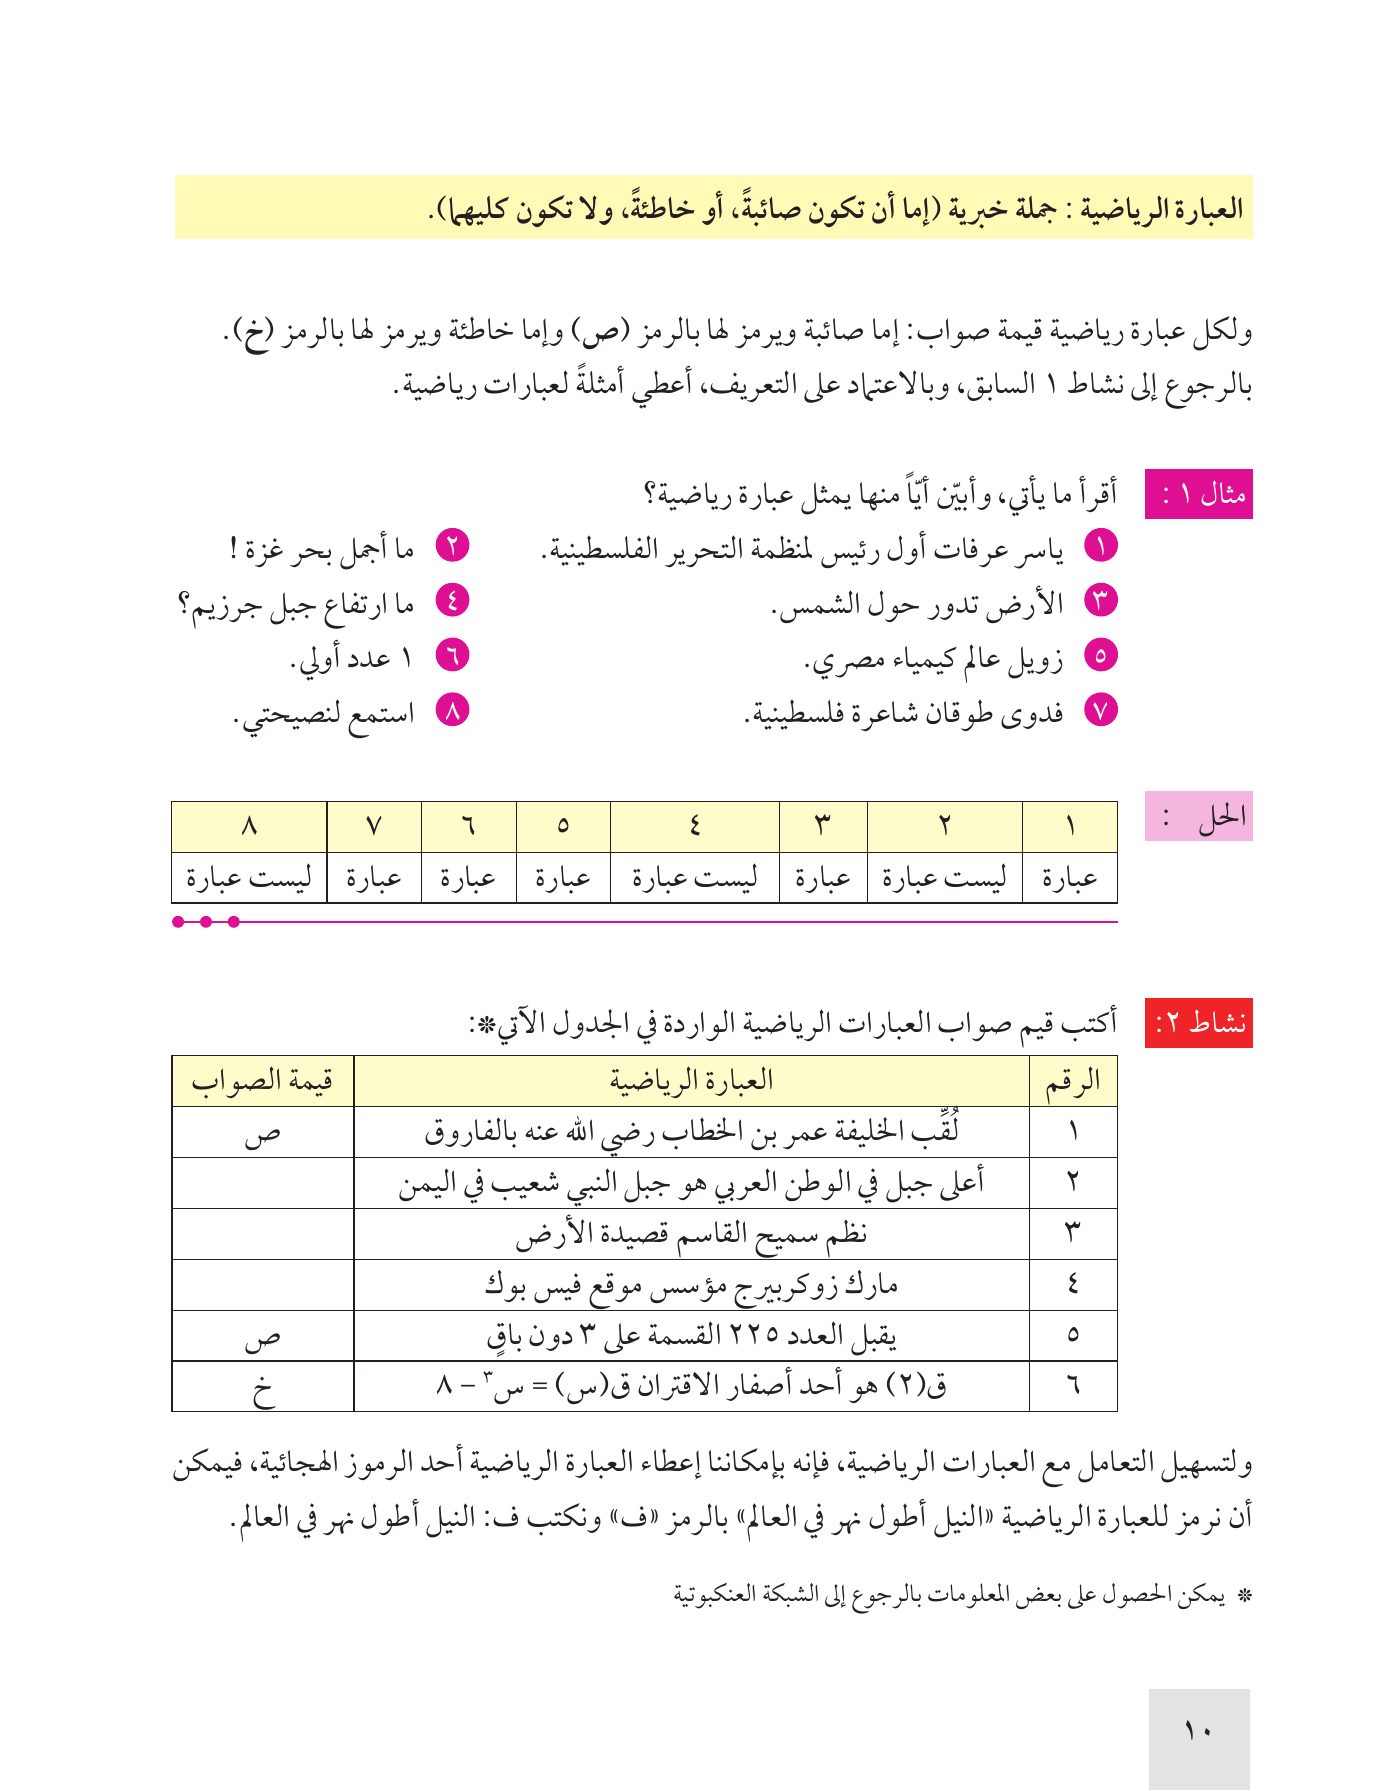 العبارة الرياضية : جملة خبرية (إما أن تكون صائبةً، أو خاطئةً، ولا تكون كليهما).
ولكل عبارة رياضية قيمة صواب: إما صائبة ويرمز لها بالرمز (ص) وإما خاطئة ويرمز لها بالرمز (خ).
بالرجوع إلى نشاط ١ السابق، وبالاعتماد على التعريف، أعطي أمثلةً لعبارات رياضية.
مثال ١ : أقرأ ما يأتي، وأبيّن أيّاً منها يمثل عبارة رياضية؟
١ ياسر عرفات أول رئيس لمنظمة التحرير الفلسطينية. ٢ ما أجمل بحر غزة !
٣ الأرض تدور حول الشمس. ٤ ما ارتفاع جبل جرزيم؟
٥ زويل عالم كيمياء مصري. ٦ ١ عدد أولي.
٧ فدوى طوقان شاعرة فلسطينية. ٨ استمع لنصيحتي.
الحل :
١ ٢ ٣ ٤ ٥ ٦ ٧ ٨
عبارة ليست عبارة عبارة ليست عبارة عبارة عبارة عبارة ليست عبارة
نشاط ٢: أكتب قيم صواب العبارات الرياضية الواردة في الجدول الآتي*:
الرقم العبارة الرياضية قيمة الصواب
١ لُقِّب الخليفة عمر بن الخطاب رضي الله عنه بالفاروق ص
٢ أعلى جبل في الوطن العربي هو جبل النبي شعيب في اليمن
٣ نظم سميح القاسم قصيدة الأرض
٤ مارك زوكربيرج مؤسس موقع فيس بوك
٥ يقبل العدد ٢٢٥ القسمة على ٣ دون باقٍ ص
٦ ق(٢) هو أحد أصفار الاقتران ق(س) = س٣ – ٨ خ
ولتسهيل التعامل مع العبارات الرياضية، فإنه بإمكاننا إعطاء العبارة الرياضية أحد الرموز الهجائية، فيمكن
أن نرمز للعبارة الرياضية «النيل أطول نهر في العالم» بالرمز «ف» ونكتب ف: النيل أطول نهر في العالم.
* يمكن الحصول على بعض المعلومات بالرجوع إلى الشبكة العنكبوتية
١٠